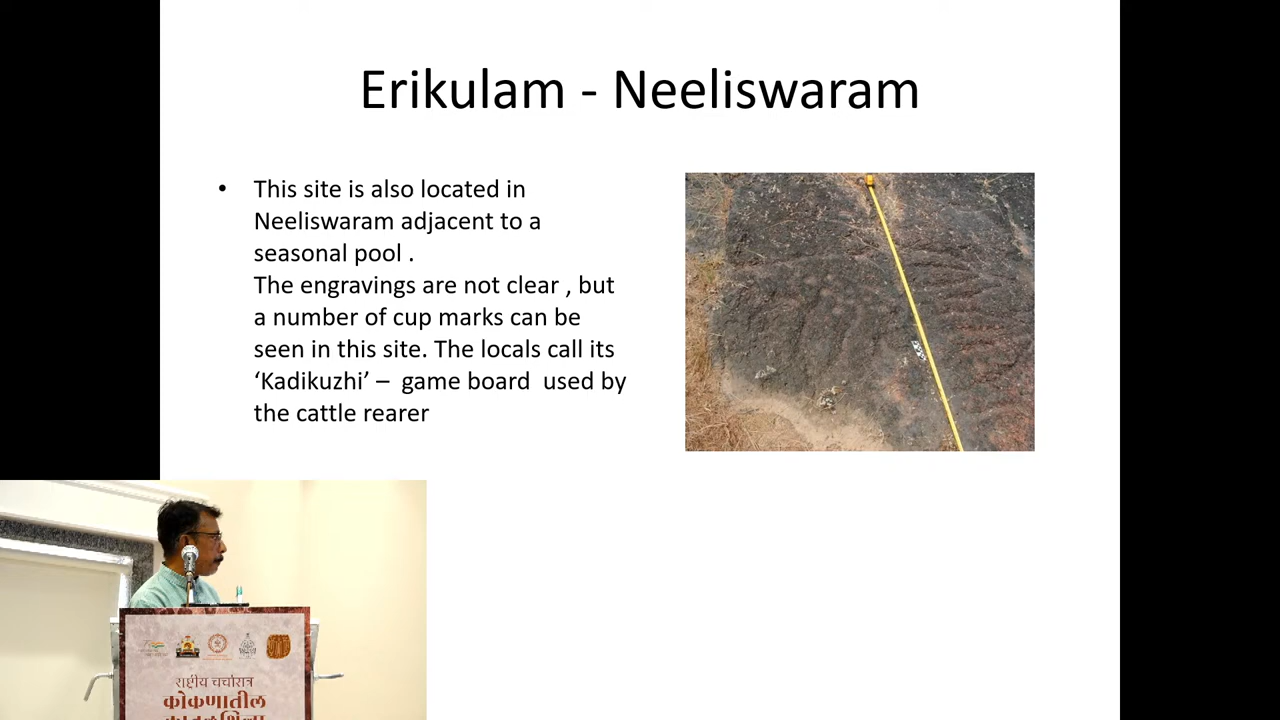 Erikulam - Neeliswaram
• This site is also located in
Neeliswaram adjacent to a
seasonal pool .
The engravings are not clear , but
a number of cup marks can be
seen in this site. The locals call its
‘Kadikuzhi’ – game board used by
the cattle rearer
राष्ट्रीय चर्चासत्र
कोकणातील